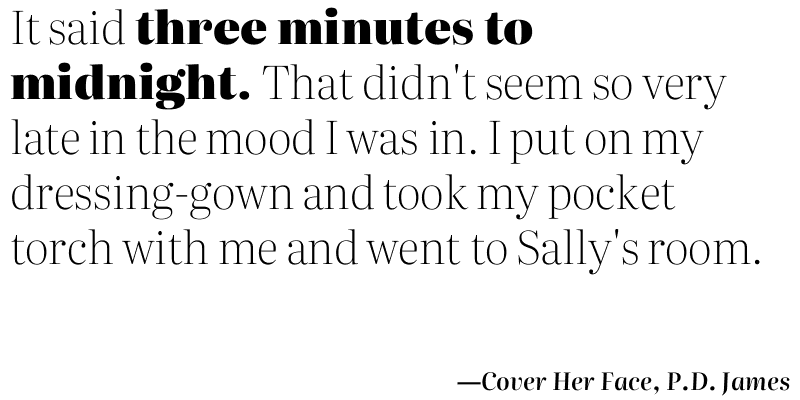 It said three minutes to
midnight. That didn't seem so very
late in the mood I was in. I put on my
dressing-gown and took my pocket
torch with me and went to Sally's room.
—Cover Her Face, P.D. James